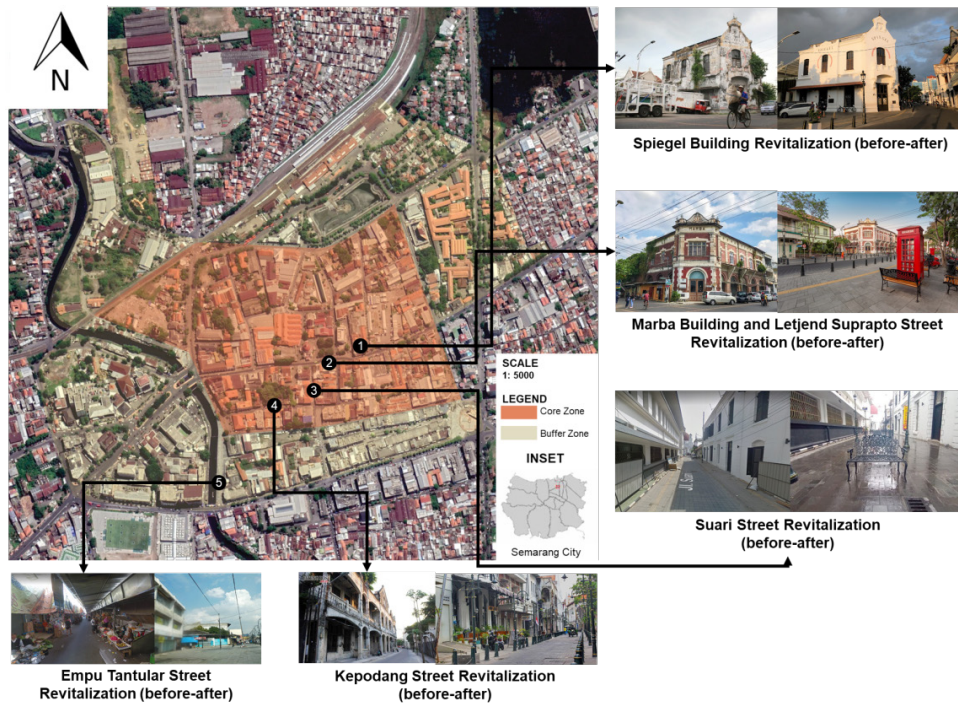 N
Spiegel Building Revitalization (before-after)
MARBA
Marba Building and Letjend Suprapto Street
Revitalization (before-after)
1
2
3
4
5
SCALE
1: 5000
LEGEND
Core Zone
Buffer Zone
INSET
Semarang City
Suari Street Revitalization
(before-after)
Empu Tantular Street
Revitalization (before-after)
Kepodang Street Revitalization
(before-after)